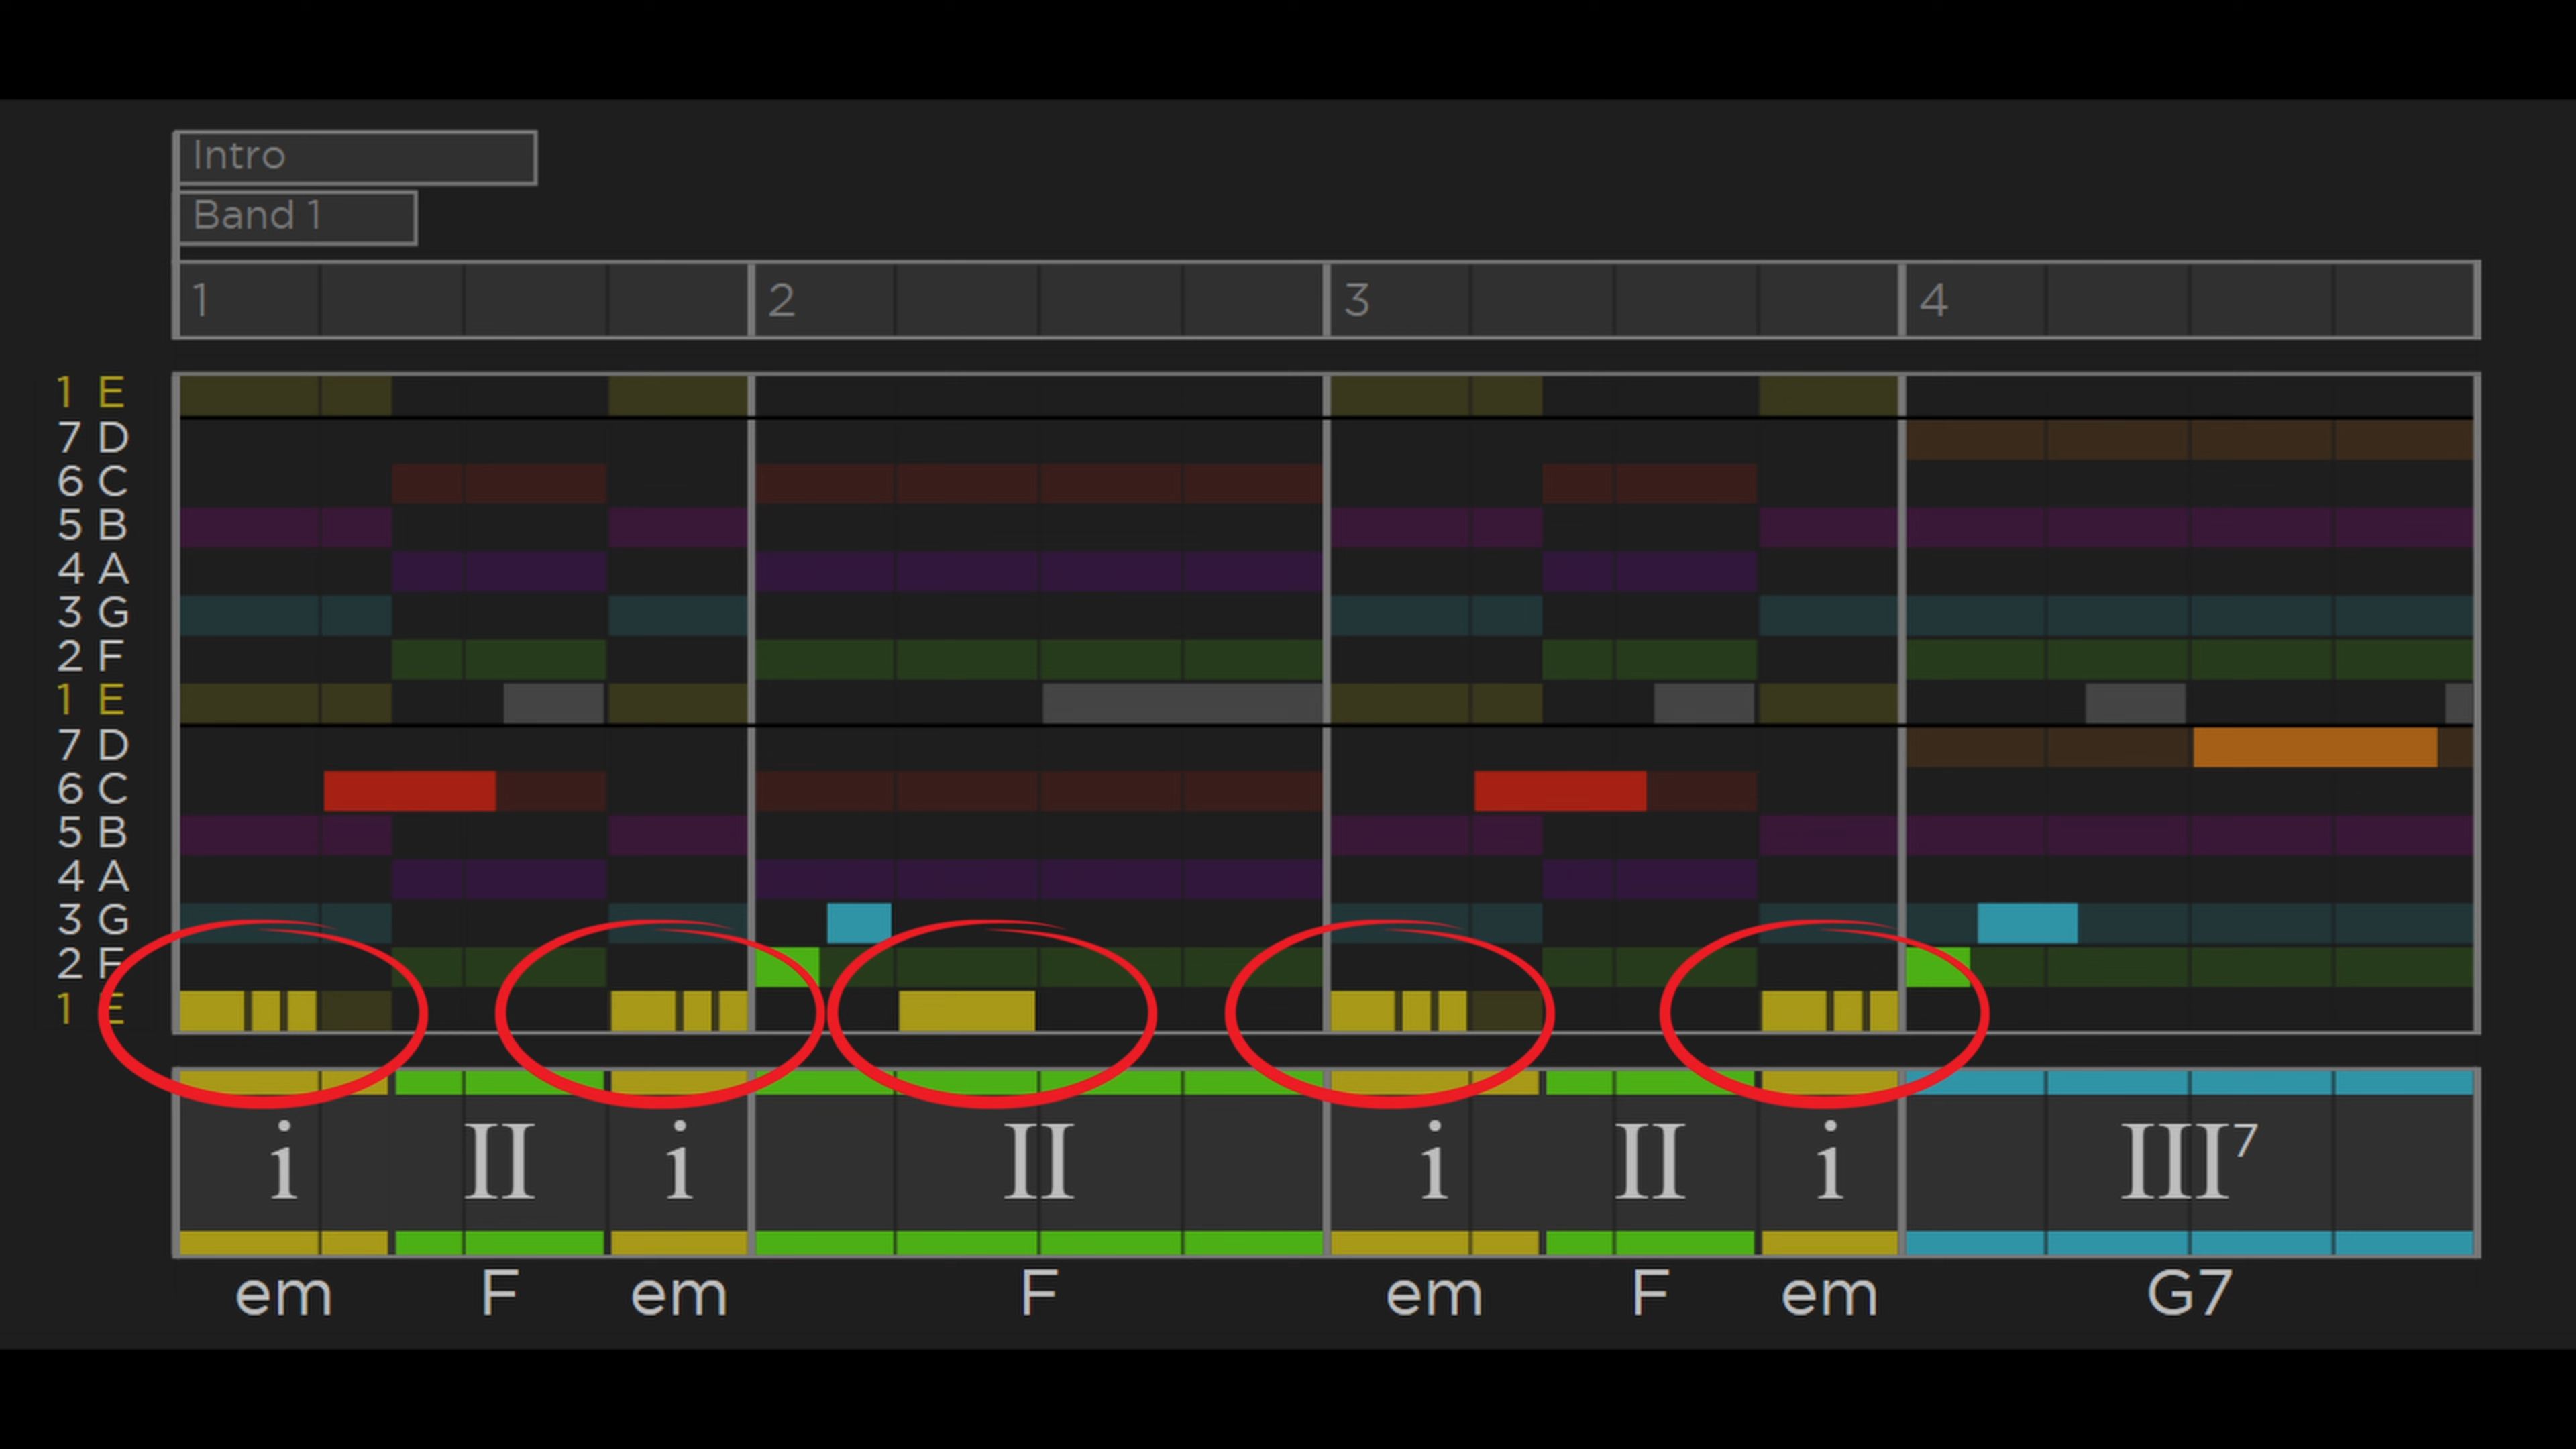 Intro
Band 1
1 2 3 4
1 E
7 D
6 C
5 B
4 A
3 G
2 F
1 E
7 D
6 C
5 B
4 A
3 G
2 F
1 E
i II i II i II i III7
em F em F em F em G7